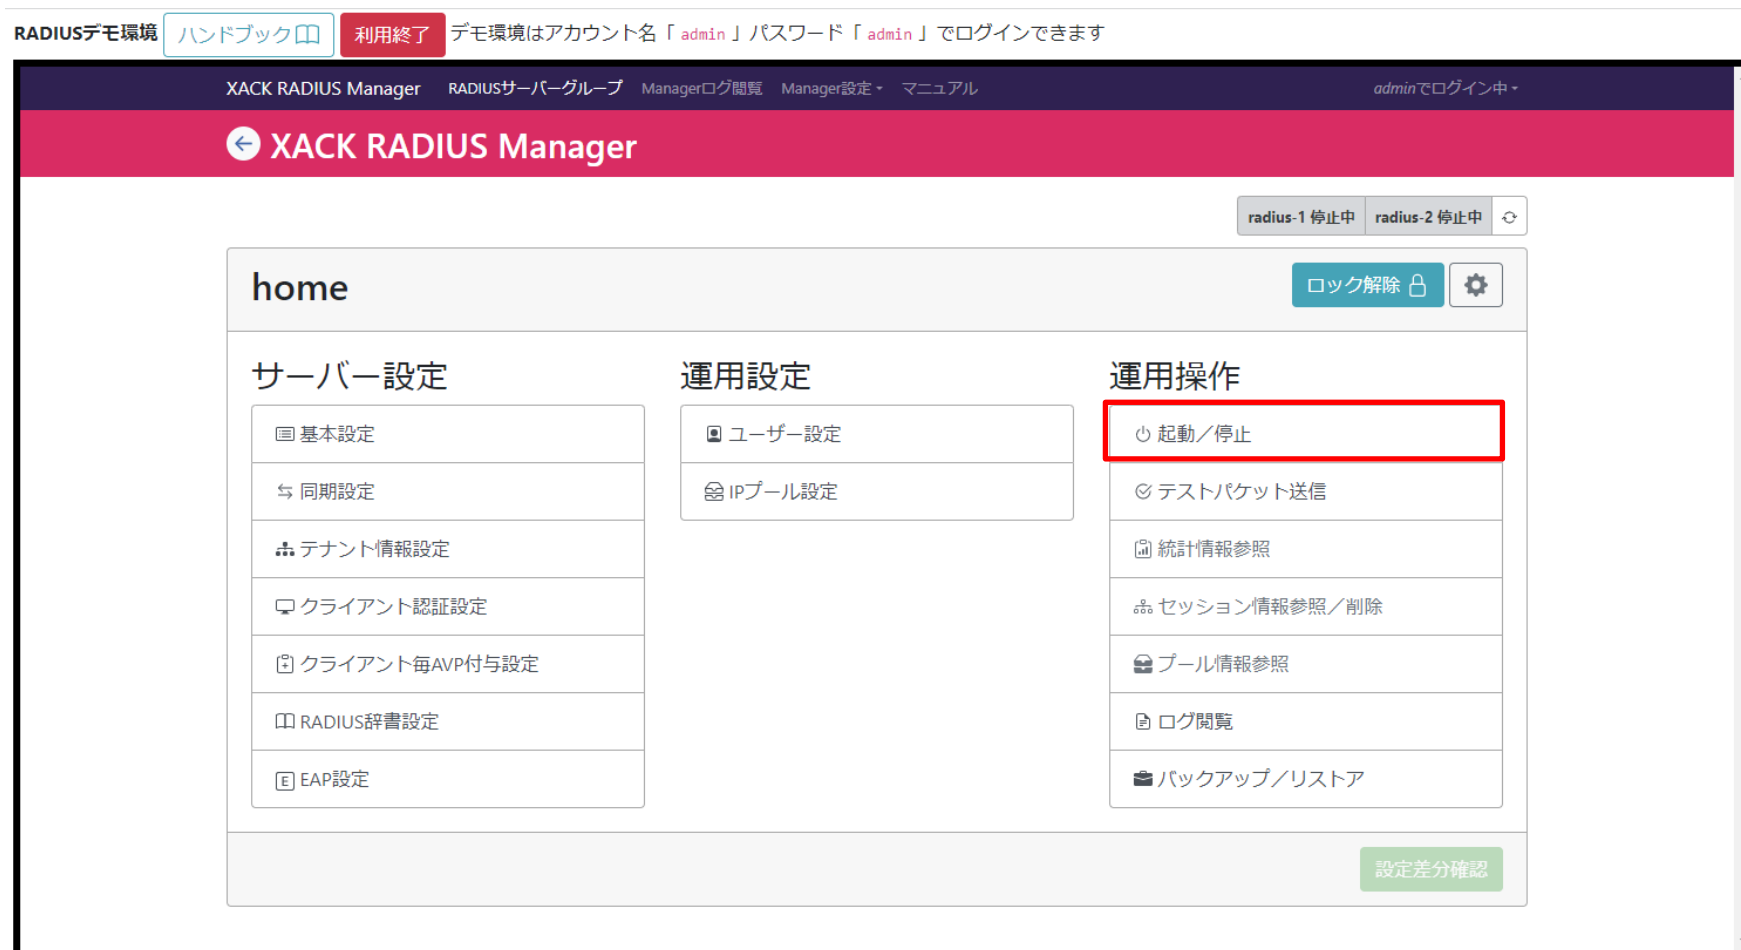 RADIUSデモ環境 ハンドブック 利用終了 デモ環境はアカウント名「 admin 」パスワード「 admin 」でログインできます
XACK RADIUS Manager RADIUSサーバーグループ Managerログ閲覧 Manager設定 マニュアル adminでログイン中
XACK RADIUS Manager
radius-1 停止中 radius-2 停止中
home ロック解除
サーバー設定
基本設定
同期設定
テナント情報設定
クライアント認証設定
クライアント毎AVP付与設定
RADIUS辞書設定
E EAP設定
運用設定
ユーザー設定
IPプール設定
運用操作
起動／停止
テストパケット送信
統計情報参照
セッション情報参照／削除
プール情報参照
ログ閲覧
バックアップ／リストア
設定差分確認